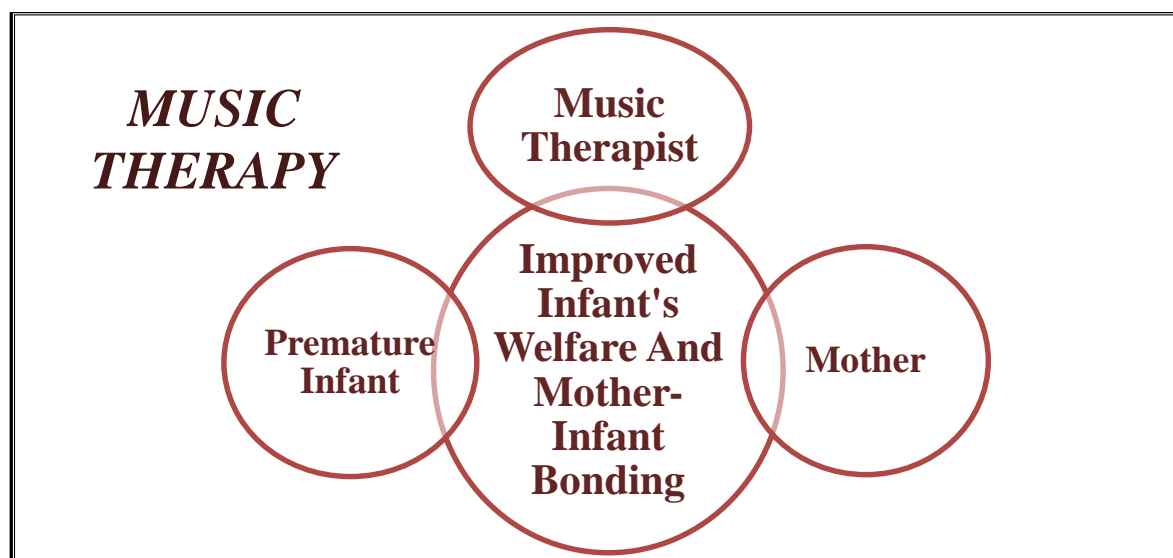 MUSIC
THERAPY
Music
Therapist
Improved
Infant's
Welfare And
Mother-
Infant
Bonding
Premature
Infant
Mother